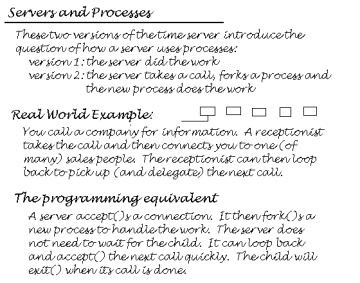 Servers and Processes
These two versions of the time server introduce the
question of how a server uses processes:
version 1: the server did the work
version 2: the server takes a call, forks a process and
the new process does the work
Real World Example:
You call a company for information. A receptionist
takes the call and then connects you to one (of
many) sales people. The receptionist can then loop
back to pick up (and delegate) the next call.
The programming equivalent
A server accept()s a connection. It then fork()s a
new process to handle the work. The server does
not need to wait for the child. It can loop back
and accept() the next call quickly. The child will
exit() when its call is done.